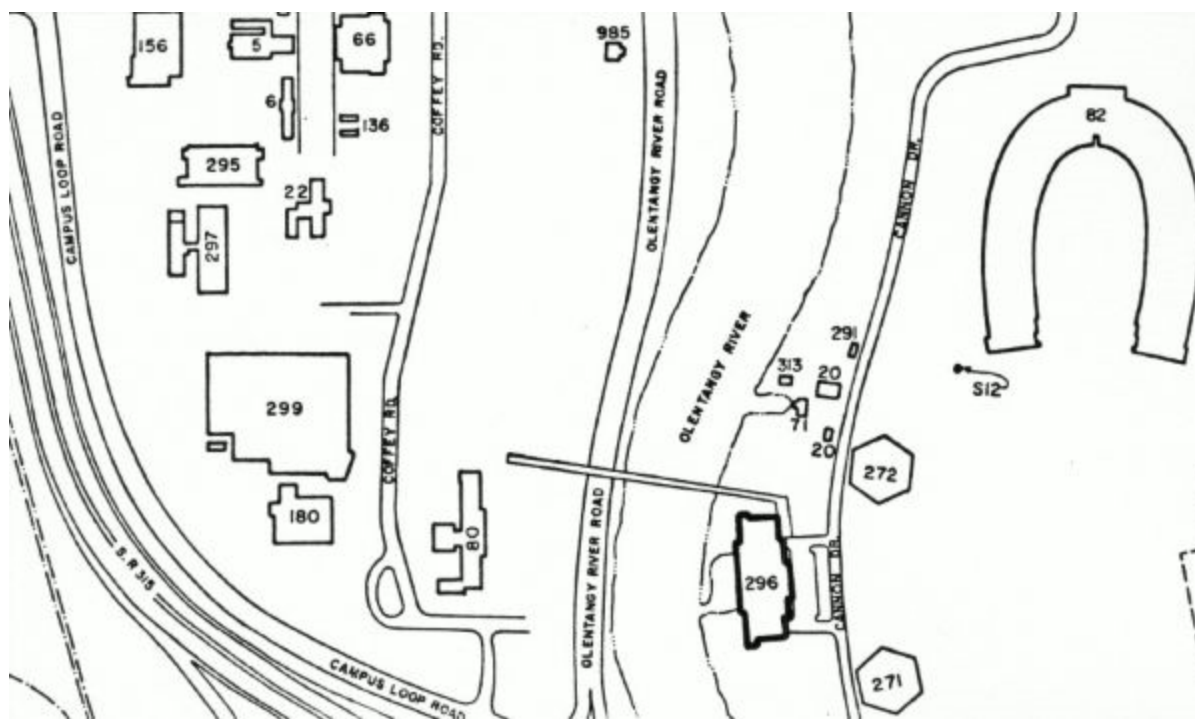 985
156
5
66
6
136
COFFEY RD.
82
CAMPUS LOOP ROAD
295
22
OLENTANGY RIVER ROAD
CANNON DR.
297
291
313
20
OLENTANGY RIVER
S12
299
71
COFFEY RD.
20
272
180
80
OLENTANGY RIVER ROAD
S.R 315
296
CANNON DR.
CAMPUS LOOP ROAD
271